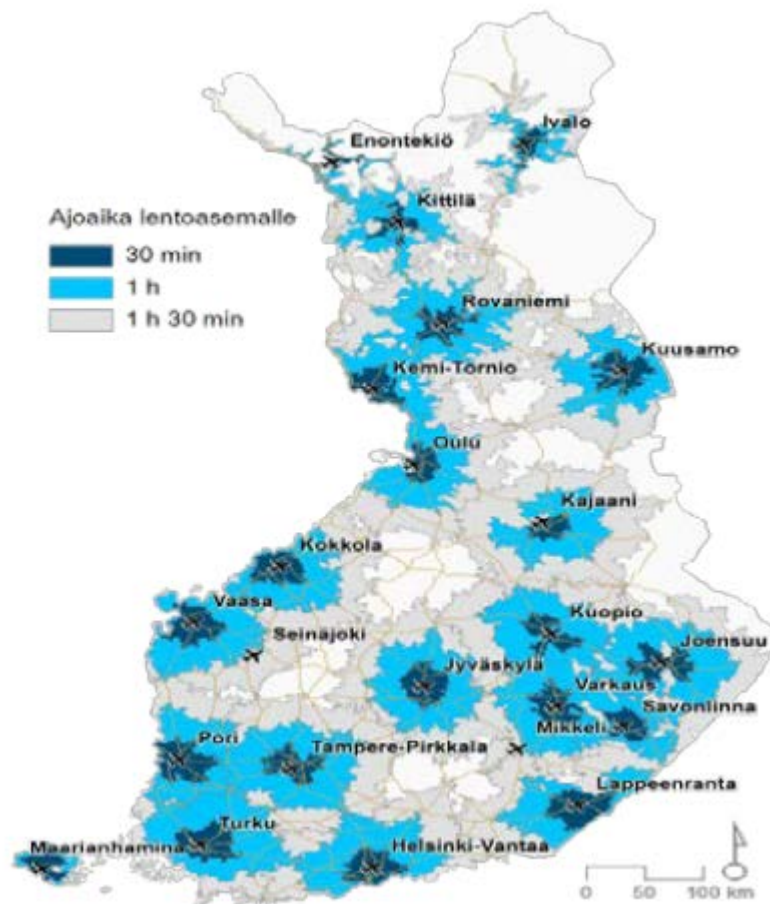 Ivalo
Enontekiö
Kittilä
Ajoaika lentoasemalle
30 min
1 h
1 h 30 min
Rovaniemi
Kuusamo
Kemi-Tornio
Oulu
Kajaani
Kokkola
Vaasa
Kuopio
Seinäjoki
Joensuu
Jyväskylä
Varkaus
Savonlinna
Mikkeli
Pori
Tampere-Pirkkala
Lappeenranta
Turku
Maarianhamina
Helsinki-Vantaa
0 50 100 km